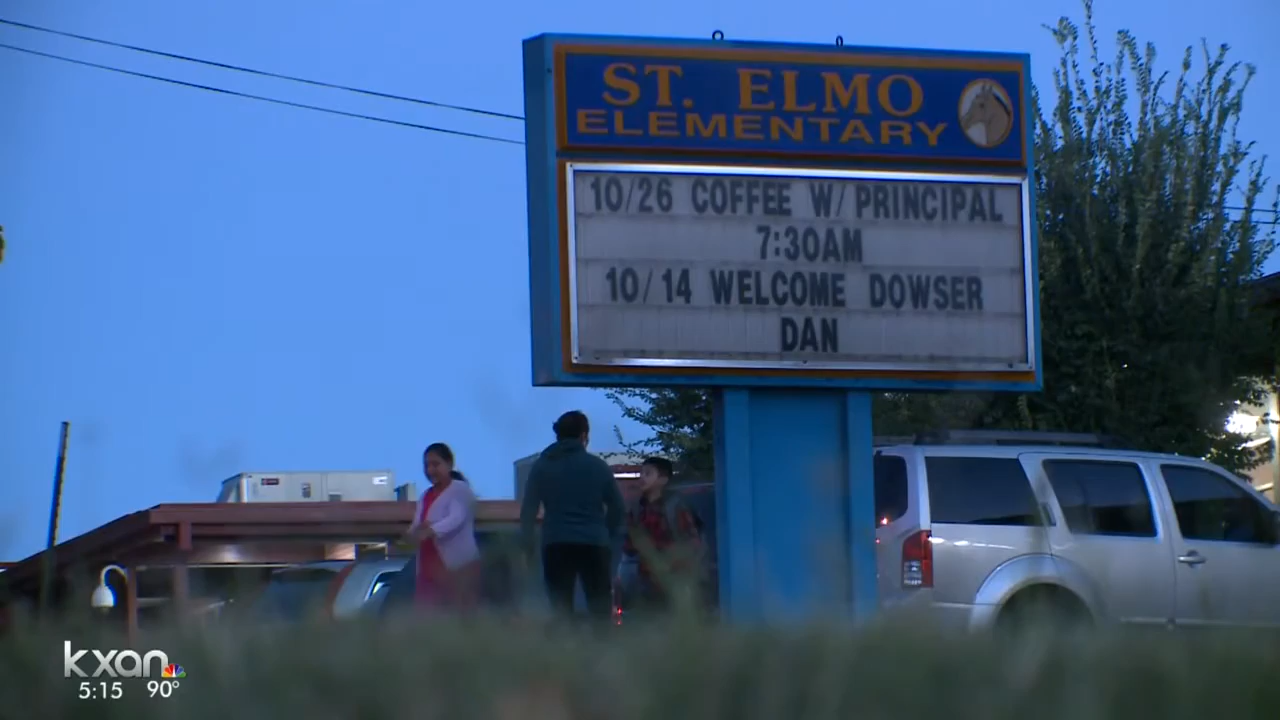 ST. ELMO
ELEMENTARY
10/26 COFFEE W/ PRINCIPAL
7:30AM
10/14 WELCOME DOWSER
DAN
kxan
5:15 90°